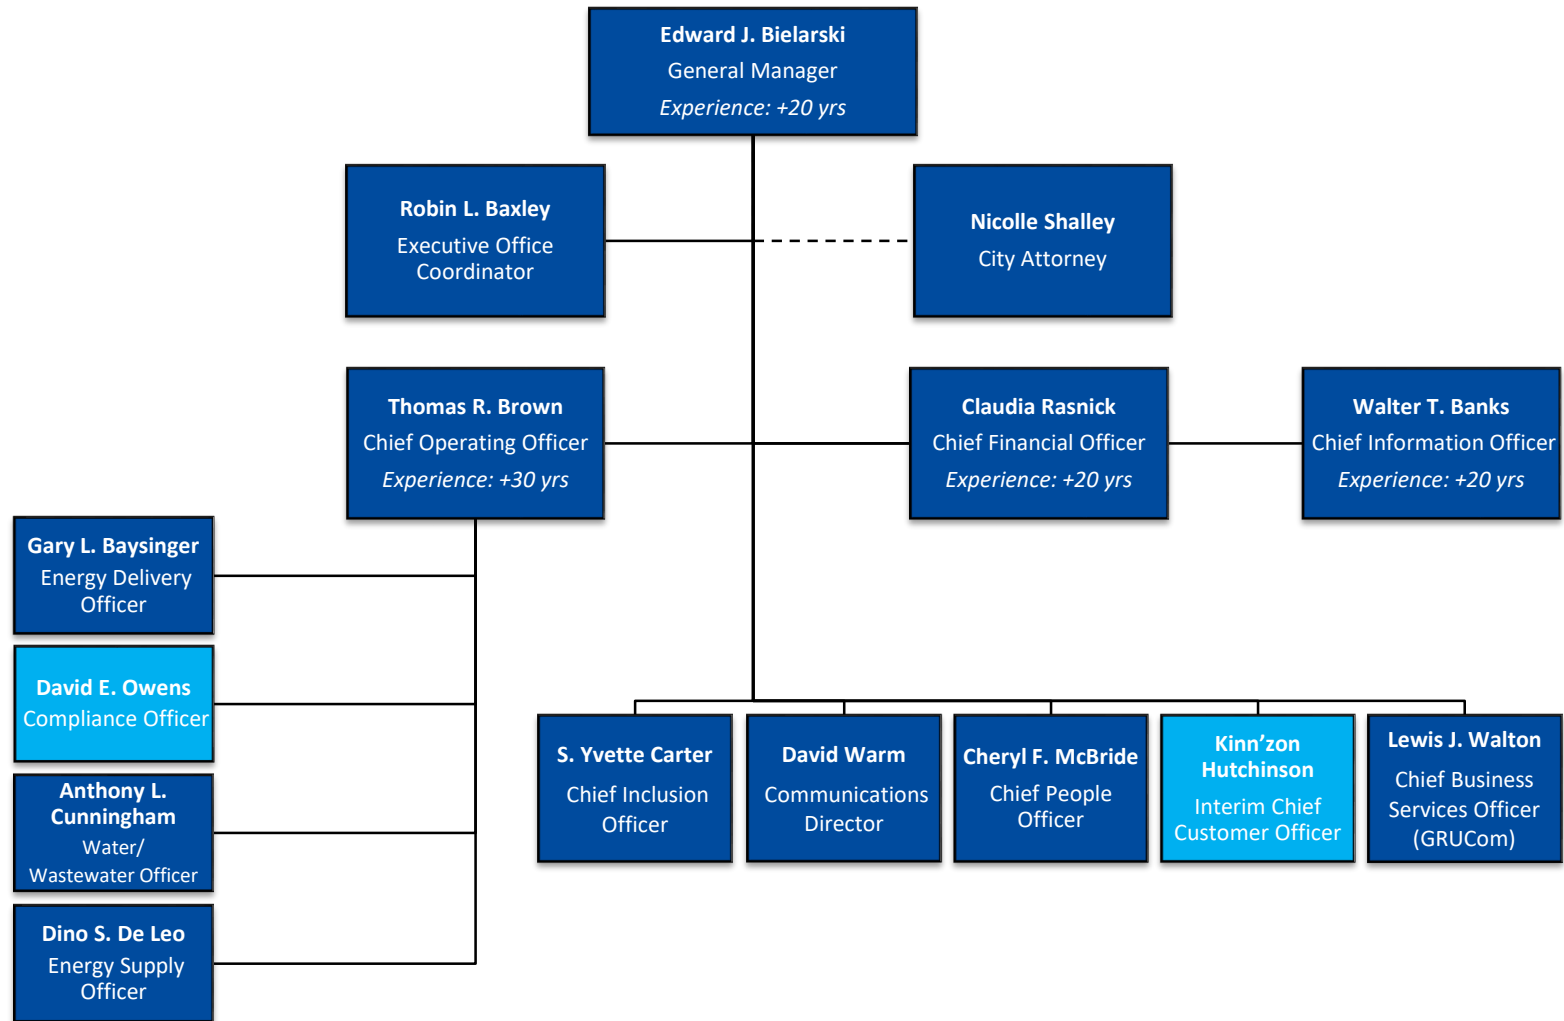 Edward J. Bielarski
General Manager
Experience: +20 yrs
Robin L. Baxley
Executive Office
Coordinator
Nicolle Shalley
City Attorney
Thomas R. Brown
Chief Operating Officer
Experience: +30 yrs
Claudia Rasnick
Chief Financial Officer
Experience: +20 yrs
Walter T. Banks
Chief Information Officer
Experience: +20 yrs
Gary L. Baysinger
Energy Delivery
Officer
David E. Owens
Compliance Officer
Anthony L.
Cunningham
Water/
Wastewater Officer
Dino S. De Leo
Energy Supply
Officer
S. Yvette Carter
Chief Inclusion
Officer
David Warm
Communications
Director
Cheryl F. McBride
Chief People
Officer
Kinn’zon
Hutchinson
Interim Chief
Customer Officer
Lewis J. Walton
Chief Business
Services Officer
(GRUCom)